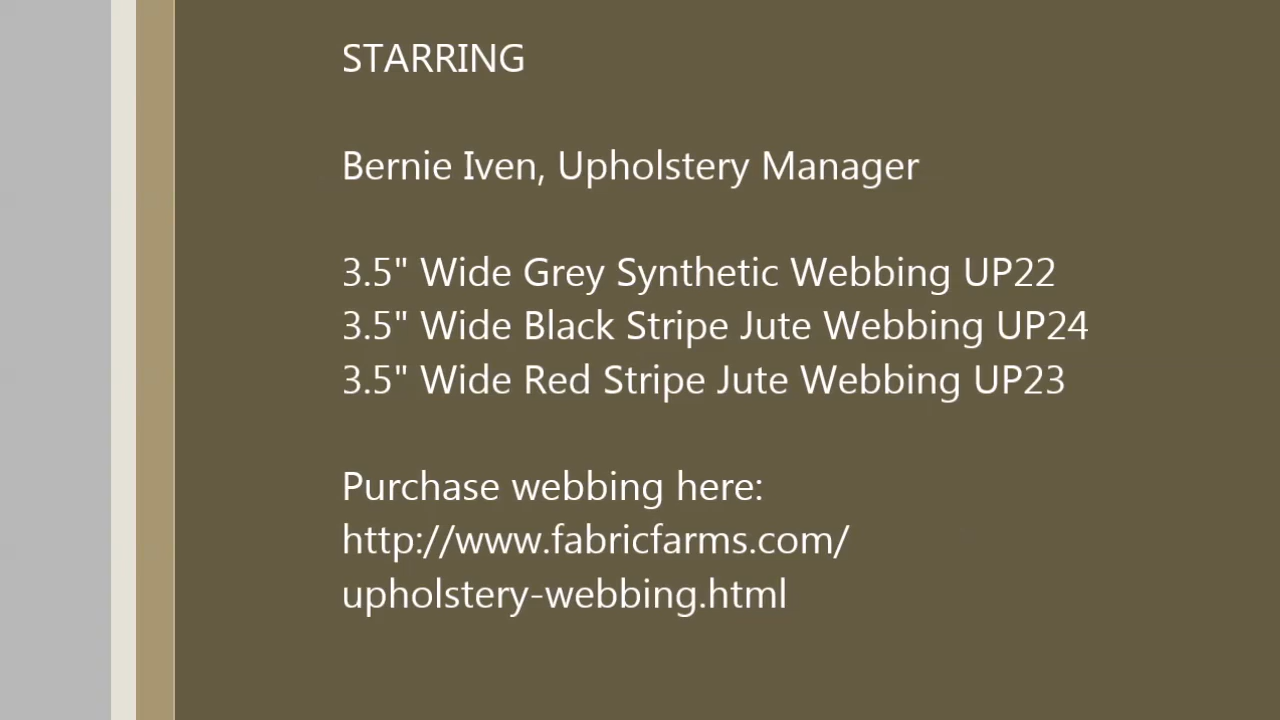 STARRING
Bernie Iven, Upholstery Manager
3.5" Wide Grey Synthetic Webbing UP22
3.5" Wide Black Stripe Jute Webbing UP24
3.5" Wide Red Stripe Jute Webbing UP23
Purchase webbing here:
http://www.fabricfarms.com/
upholstery-webbing.html